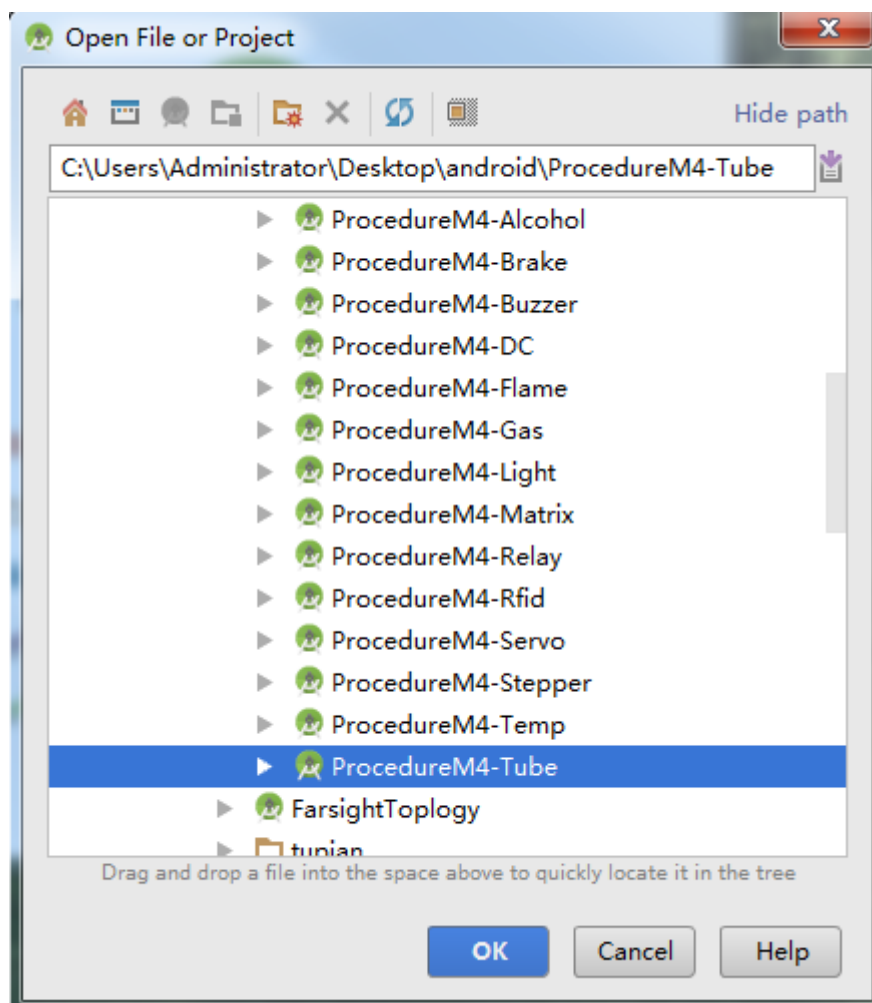 Open File or Project
Hide path
C:\Users\Administrator\Desktop\android\ProcedureM4-Tube
ProcedureM4-Alcohol
ProcedureM4-Brake
ProcedureM4-Buzzer
ProcedureM4-DC
ProcedureM4-Flame
ProcedureM4-Gas
ProcedureM4-Light
ProcedureM4-Matrix
ProcedureM4-Relay
ProcedureM4-Rfid
ProcedureM4-Servo
ProcedureM4-Stepper
ProcedureM4-Temp
ProcedureM4-Tube
FarsightToplogy
tupian
Drag and drop a file into the space above to quickly locate it in the tree
OK Cancel Help